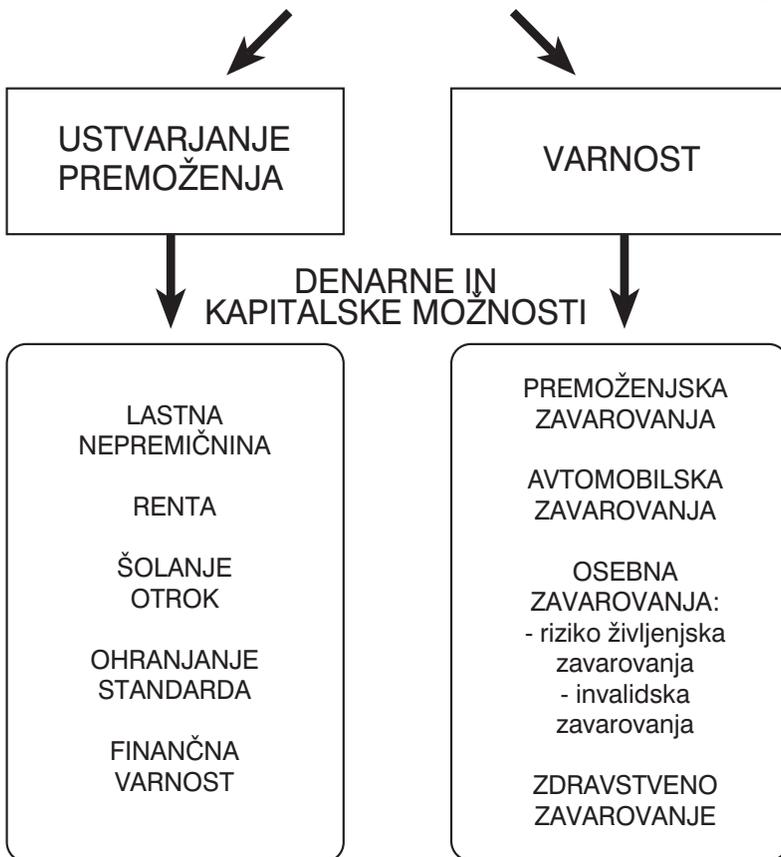 USTVARJANJE
PREMOŽENJA
VARNOST
DENARNE IN
KAPITALSKE MOŽNOSTI
LASTNA
NEPREMIČNINA
RENTA
ŠOLANJE
OTROK
OHRANJANJE
STANDARDA
FINANČNA
VARNOST
PREMOŽENJSKA
ZAVAROVANJA
AVTOMOBILSKA
ZAVAROVANJA
OSEBNA
ZAVAROVANJA:
- riziko življenjska
zavarovanja
- invalidska
zavarovanja
ZDRAVSTVENO
ZAVAROVANJE